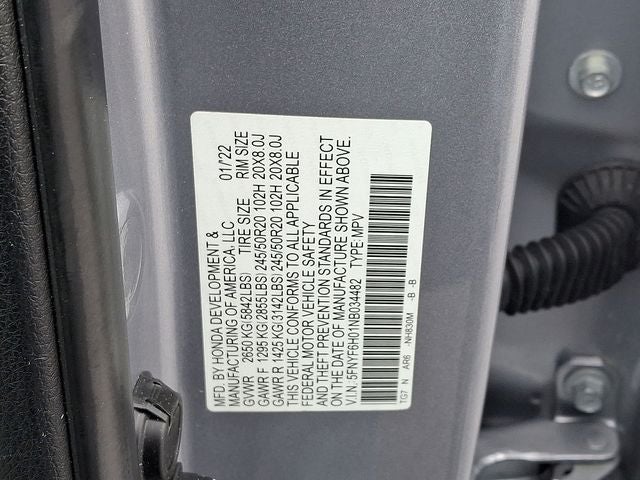 MFD. BY HONDA DEVELOPMENT &
MANUFACTURING OF AMERICA, LLC 01/'22
GVWR 2650 KG(5842LBS) TIRE SIZE RIM SIZE
GAWR F 1295 KG(2855LBS) 245/50R20 102H 20X8.0J
GAWR R 1425 KG(3142LBS) 245/50R20 102H 20X8.0J
THIS VEHICLE CONFORMS TO ALL APPLICABLE
FEDERAL MOTOR VEHICLE SAFETY
AND THEFT PREVENTION STANDARDS IN EFFECT
ON THE DATE OF MANUFACTURE SHOWN ABOVE.
V.I.N. 5FNYF6H01NB034482 TYPE:MPV
TG7 N AR6 -NH830M -B -B